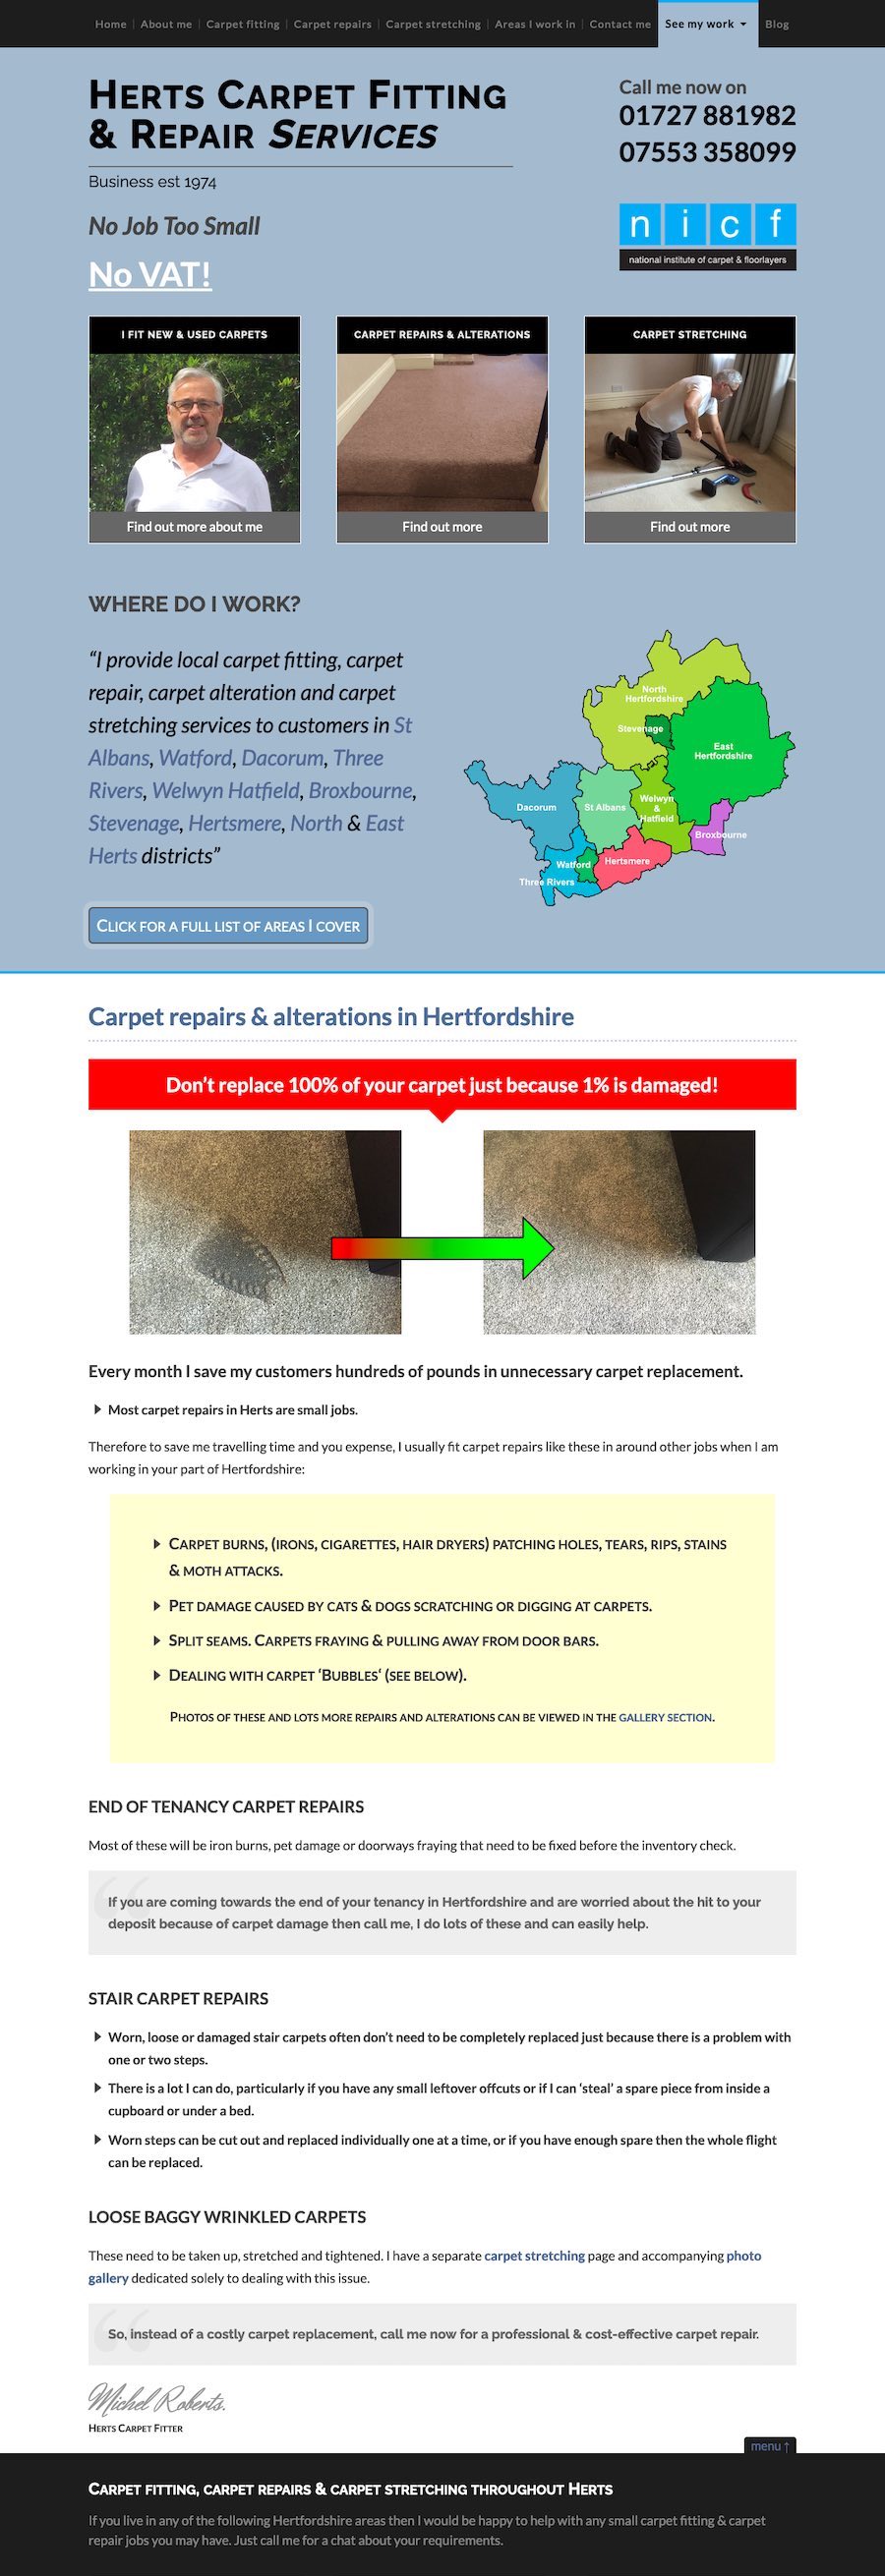 Home | About me | Carpet fitting | Carpet repairs | Carpet stretching | Areas I work in | Contact me | See my work | Blog
HERTS CARPET FITTING
& REPAIR SERVICES
Business est 1974
No Job Too Small
No VAT!
Call me now on
01727 881982
07553 358099
n i c f
national institute of carpet & floorlayers
I FIT NEW & USED CARPETS
Find out more about me
CARPET REPAIRS & ALTERATIONS
Find out more
CARPET STRETCHING
Find out more
WHERE DO I WORK?
“I provide local carpet fitting, carpet
repair, carpet alteration and carpet
stretching services to customers in St
Albans, Watford, Dacorum, Three
Rivers, Welwyn Hatfield, Broxbourne,
Stevenage, Hertsmere, North & East
Herts districts”
CLICK FOR A FULL LIST OF AREAS I COVER
North
Hertfordshire
Stevenage
East
Hertfordshire
Dacorum
St Albans
Welwyn
&
Hatfield
Broxbourne
Watford
Hertsmere
Three Rivers
Carpet repairs & alterations in Hertfordshire
Don’t replace 100% of your carpet just because 1% is damaged!
Every month I save my customers hundreds of pounds in unnecessary carpet replacement.
Most carpet repairs in Herts are small jobs.
Therefore to save me travelling time and you expense, I usually fit carpet repairs like these in around other jobs when I am
working in your part of Hertfordshire:
CARPET BURNS, (IRONS, CIGARETTES, HAIR DRYERS) PATCHING HOLES, TEARS, RIPS, STAINS
& MOTH ATTACKS.
PET DAMAGE CAUSED BY CATS & DOGS SCRATCHING OR DIGGING AT CARPETS.
SPLIT SEAMS. CARPETS FRAYING & PULLING AWAY FROM DOOR BARS.
DEALING WITH CARPET ‘BUBBLES‘ (SEE BELOW).
PHOTOS OF THESE AND LOTS MORE REPAIRS AND ALTERATIONS CAN BE VIEWED IN THE GALLERY SECTION.
END OF TENANCY CARPET REPAIRS
Most of these will be iron burns, pet damage or doorways fraying that need to be fixed before the inventory check.
If you are coming towards the end of your tenancy in Hertfordshire and are worried about the hit to your
deposit because of carpet damage then call me, I do lots of these and can easily help.
STAIR CARPET REPAIRS
Worn, loose or damaged stair carpets often don’t need to be completely replaced just because there is a problem with
one or two steps.
There is a lot I can do, particularly if you have any small leftover offcuts or if I can ‘steal’ a spare piece from inside a
cupboard or under a bed.
Worn steps can be cut out and replaced individually one at a time, or if you have enough spare then the whole flight
can be replaced.
LOOSE BAGGY WRINKLED CARPETS
These need to be taken up, stretched and tightened. I have a separate carpet stretching page and accompanying photo
gallery dedicated solely to dealing with this issue.
So, instead of a costly carpet replacement, call me now for a professional & cost-effective carpet repair.
Michel Roberts.
HERTS CARPET FITTER
menu ↑
CARPET FITTING, CARPET REPAIRS & CARPET STRETCHING THROUGHOUT HERTS
If you live in any of the following Hertfordshire areas then I would be happy to help with any small carpet fitting & carpet
repair jobs you may have. Just call me for a chat about your requirements.